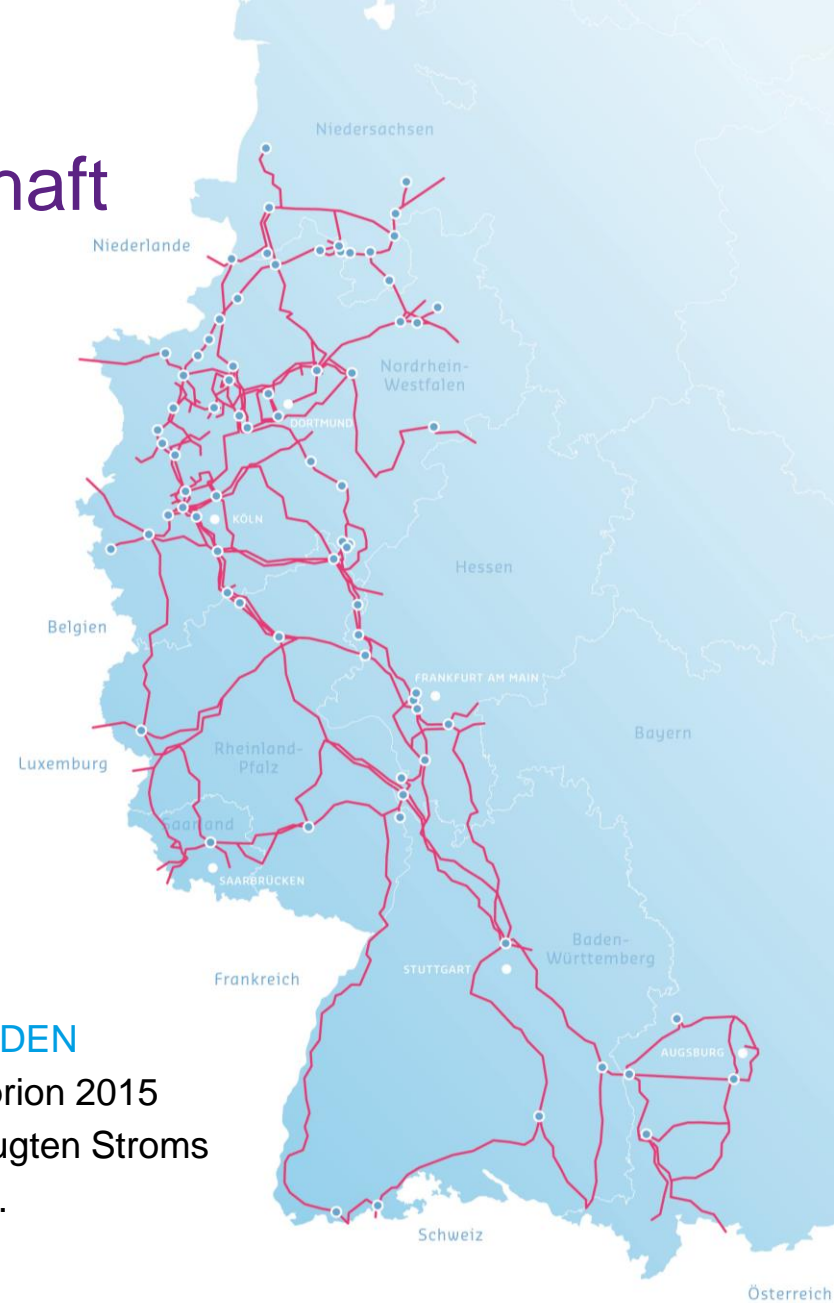 Niedersachsen
haft
Niederlande
Nordrhein-
Westfalen
DORTMUND
KÖLN
Hessen
Belgien
FRANKFURT AM MAIN
Bayern
Luxemburg
Rheinland-
Pfalz
Saarland
SAARBRÜCKEN
Baden-
Württemberg
STUTTGART
Frankreich
DEN
AUGSBURG
orion 2015
ugten Stroms
.
Schweiz
Österreich